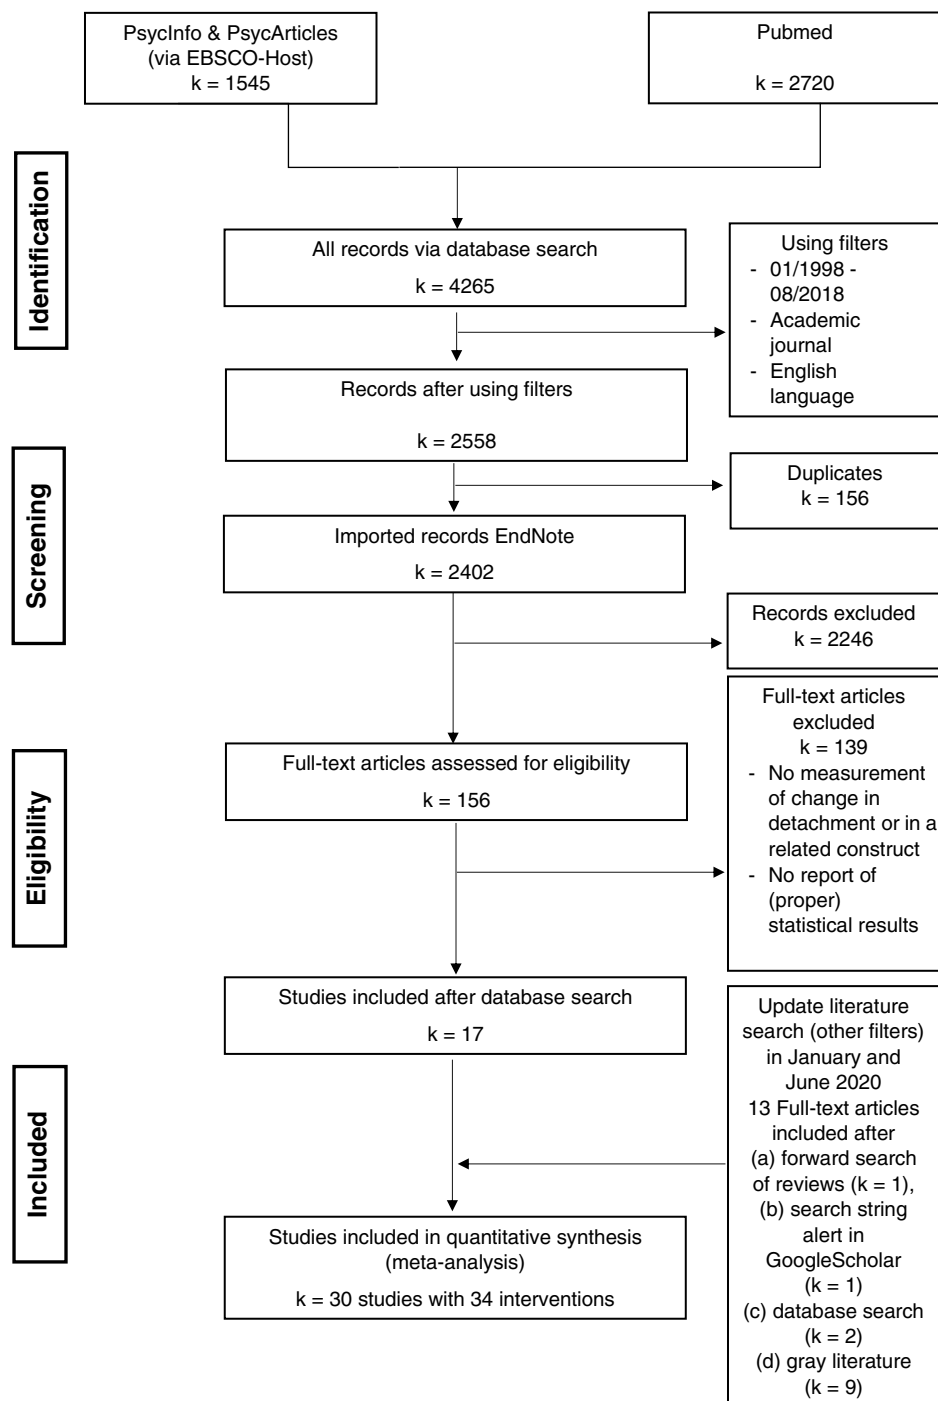 PsycInfo & PsycArticles
(via EBSCO-Host)
k = 1545
Pubmed
k = 2720
Identification
All records via database search
k = 4265
Using filters
- 01/1998 -
08/2018
- Academic
journal
- English
language
Records after using filters
k = 2558
Screening
Duplicates
k = 156
Imported records EndNote
k = 2402
Records excluded
k = 2246
Full-text articles
excluded
k = 139
- No measurement
of change in
detachment or in a
related construct
- No report of
(proper)
statistical results
Eligibility
Full-text articles assessed for eligibility
k = 156
Studies included after database search
k = 17
Included
Update literature
search (other filters)
in January and
June 2020
13 Full-text articles
included after
(a) forward search
of reviews (k = 1),
(b) search string
alert in
GoogleScholar
(k = 1)
(c) database search
(k = 2)
(d) gray literature
(k = 9)
Studies included in quantitative synthesis
(meta-analysis)
k = 30 studies with 34 interventions